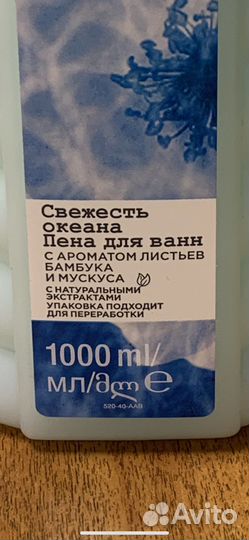 Свежесть
океана
Пена для ванн
С АРОМАТОМ ЛИСТЬЕВ
БАМБУКА
И МУСКУСА
С НАТУРАЛЬНЫМИ
ЭКСТРАКТАМИ
УПАКОВКА ПОДХОДИТ
ДЛЯ ПЕРЕРАБОТКИ
1000 ml/
мл/მლ ℮
520-40-AAB
Avito